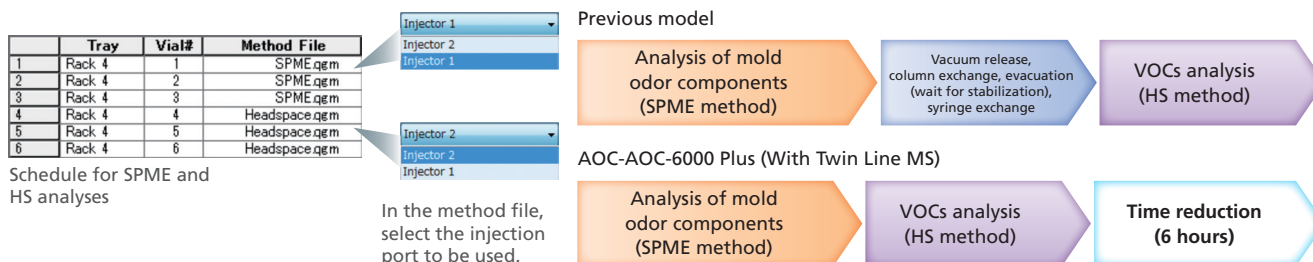 Tray Vial# Method File
1 Rack 4 1 SPME.qgm
2 Rack 4 2 SPME.qgm
3 Rack 4 3 SPME.qgm
4 Rack 4 4 Headspace.qgm
5 Rack 4 5 Headspace.qgm
6 Rack 4 6 Headspace.qgm
Schedule for SPME and
HS analyses
Injector 1
Injector 2
Injector 1
Injector 2
Injector 2
Injector 1
In the method file,
select the injection
port to be used.
Previous model
Analysis of mold
odor components
(SPME method)
Vacuum release,
column exchange, evacuation
(wait for stabilization),
syringe exchange
VOCs analysis
(HS method)
AOC-AOC-6000 Plus (With Twin Line MS)
Analysis of mold
odor components
(SPME method)
VOCs analysis
(HS method)
Time reduction
(6 hours)